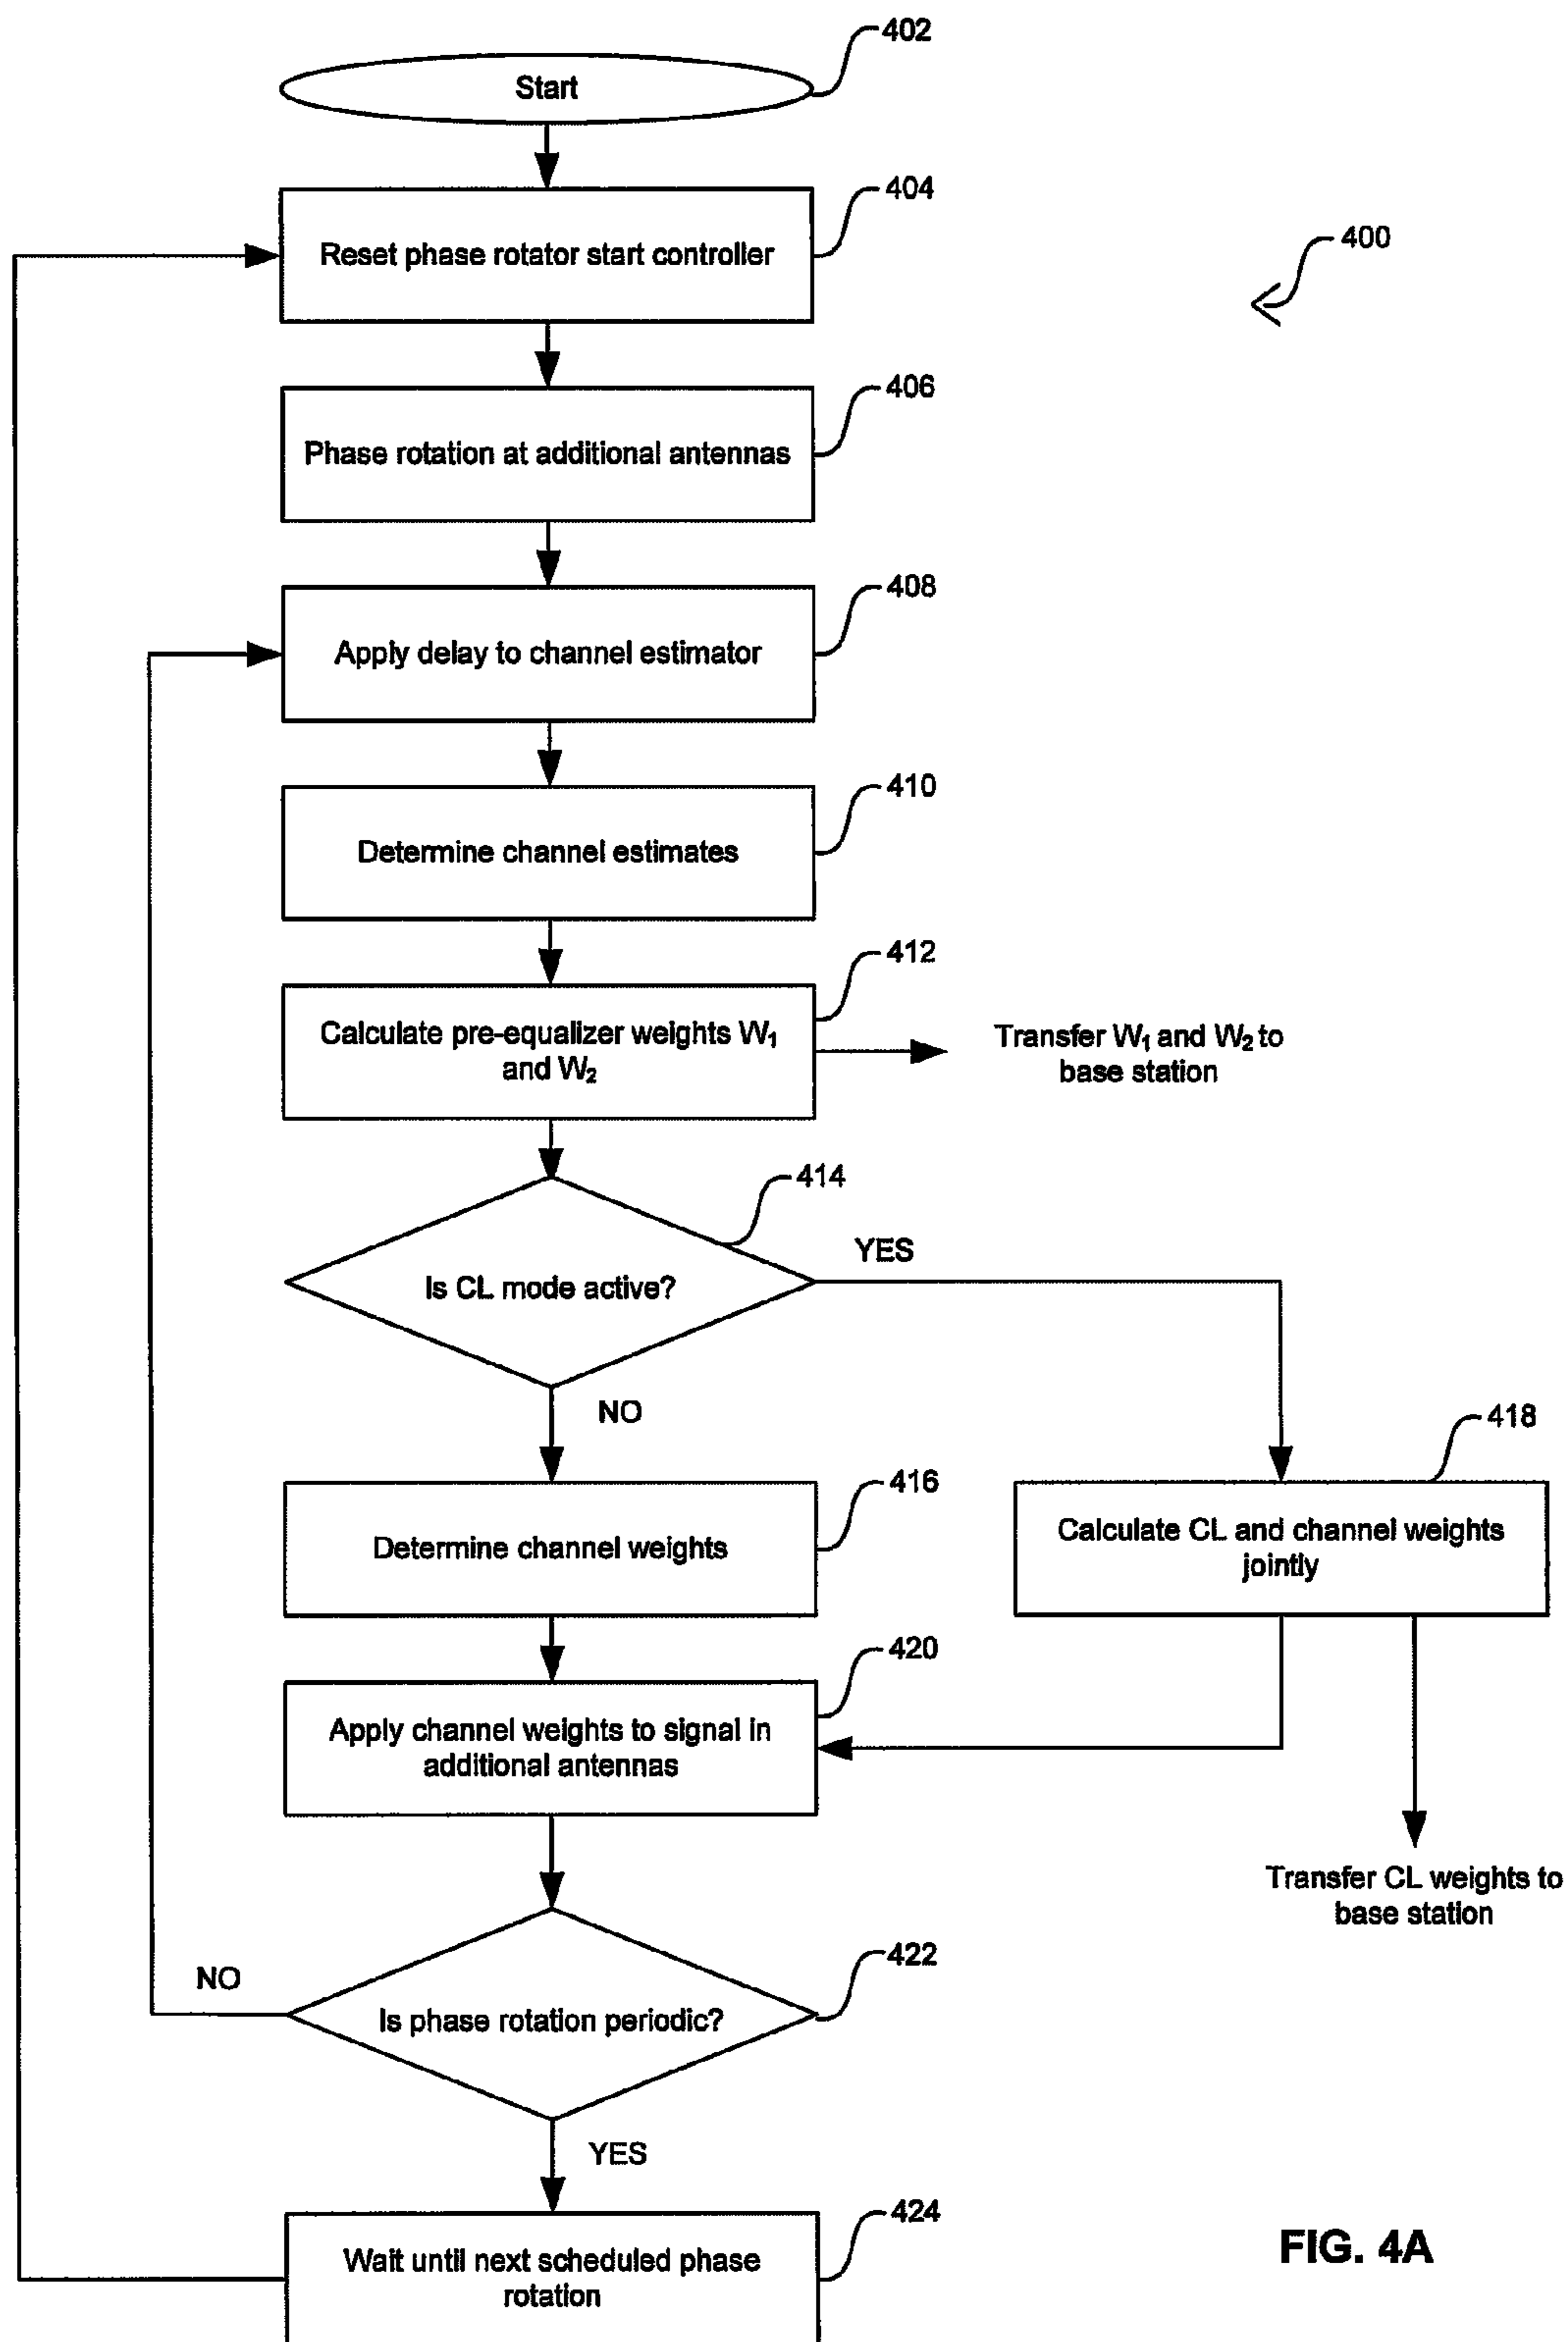 402
Start
404
Reset phase rotator start controller
400
406
Phase rotation at additional antennas
408
Apply delay to channel estimator
410
Determine channel estimates
412
Calculate pre-equalizer weights W₁
and W₂
Transfer W₁ and W₂ to
base station
414
Is CL mode active?
YES
NO
416
Determine channel weights
418
Calculate CL and channel weights
jointly
420
Apply channel weights to signal in
additional antennas
Transfer CL weights to
base station
422
Is phase rotation periodic?
NO
YES
424
Wait until next scheduled phase
rotation
FIG. 4A